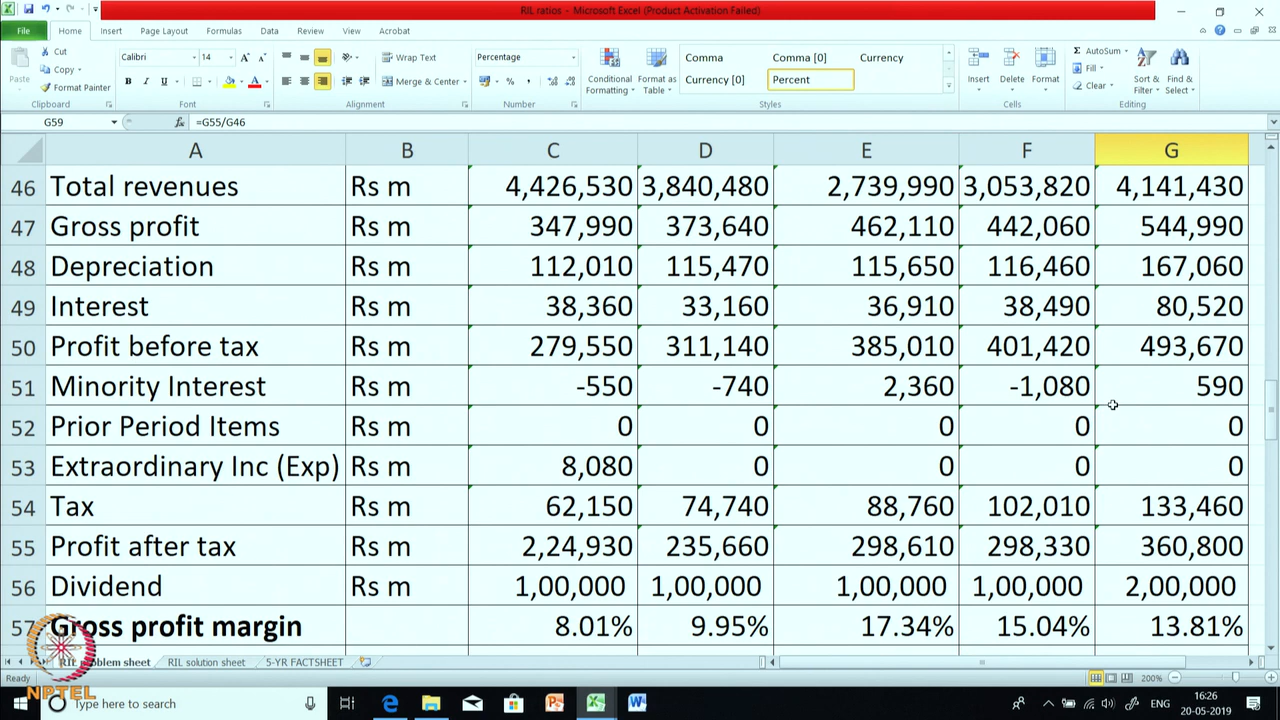 RIL ratios - Microsoft Excel (Product Activation Failed)
File Home Insert Page Layout Formulas Data Review View Acrobat
Paste Cut Copy Format Painter Clipboard
Calibri 14 B I U Font
Wrap Text Merge & Center Alignment
Percentage Number
Conditional Formatting Format as Table
Comma Comma [0] Currency
Currency [0] Percent
Styles
Insert Delete Format Cells
AutoSum Fill Clear Sort & Filter Find & Select Editing
G59 fx =G55/G46
A B C D E F G
46 Total revenues Rs m 4,426,530 3,840,480 2,739,990 3,053,820 4,141,430
47 Gross profit Rs m 347,990 373,640 462,110 442,060 544,990
48 Depreciation Rs m 112,010 115,470 115,650 116,460 167,060
49 Interest Rs m 38,360 33,160 36,910 38,490 80,520
50 Profit before tax Rs m 279,550 311,140 385,010 401,420 493,670
51 Minority Interest Rs m -550 -740 2,360 -1,080 590
52 Prior Period Items Rs m 0 0 0 0 0
53 Extraordinary Inc (Exp) Rs m 8,080 0 0 0 0
54 Tax Rs m 62,150 74,740 88,760 102,010 133,460
55 Profit after tax Rs m 2,24,930 235,660 298,610 298,330 360,800
56 Dividend Rs m 1,00,000 1,00,000 1,00,000 1,00,000 2,00,000
57 Gross profit margin 8.01% 9.95% 17.34% 15.04% 13.81%
RIL problem sheet RIL solution sheet 5-YR FACTSHEET
Ready 200%
NPTEL
Type here to search ENG 16:26
20-05-2019